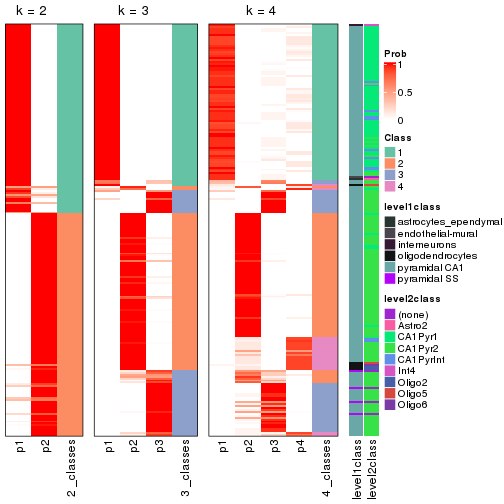 k = 2
k = 3
k = 4
Prob
1
0.5
0
Class
1
2
3
4
level1class
astrocytes_ependymal
endothelial-mural
interneurons
oligodendrocytes
pyramidal CA1
pyramidal SS
level2class
(none)
Astro2
CA1Pyr1
CA1Pyr2
CA1PyrInt
Int4
Oligo2
Oligo5
Oligo6
p1
p2
2_classes
p1
p2
p3
3_classes
p1
p2
p3
p4
4_classes
level1class
level2class